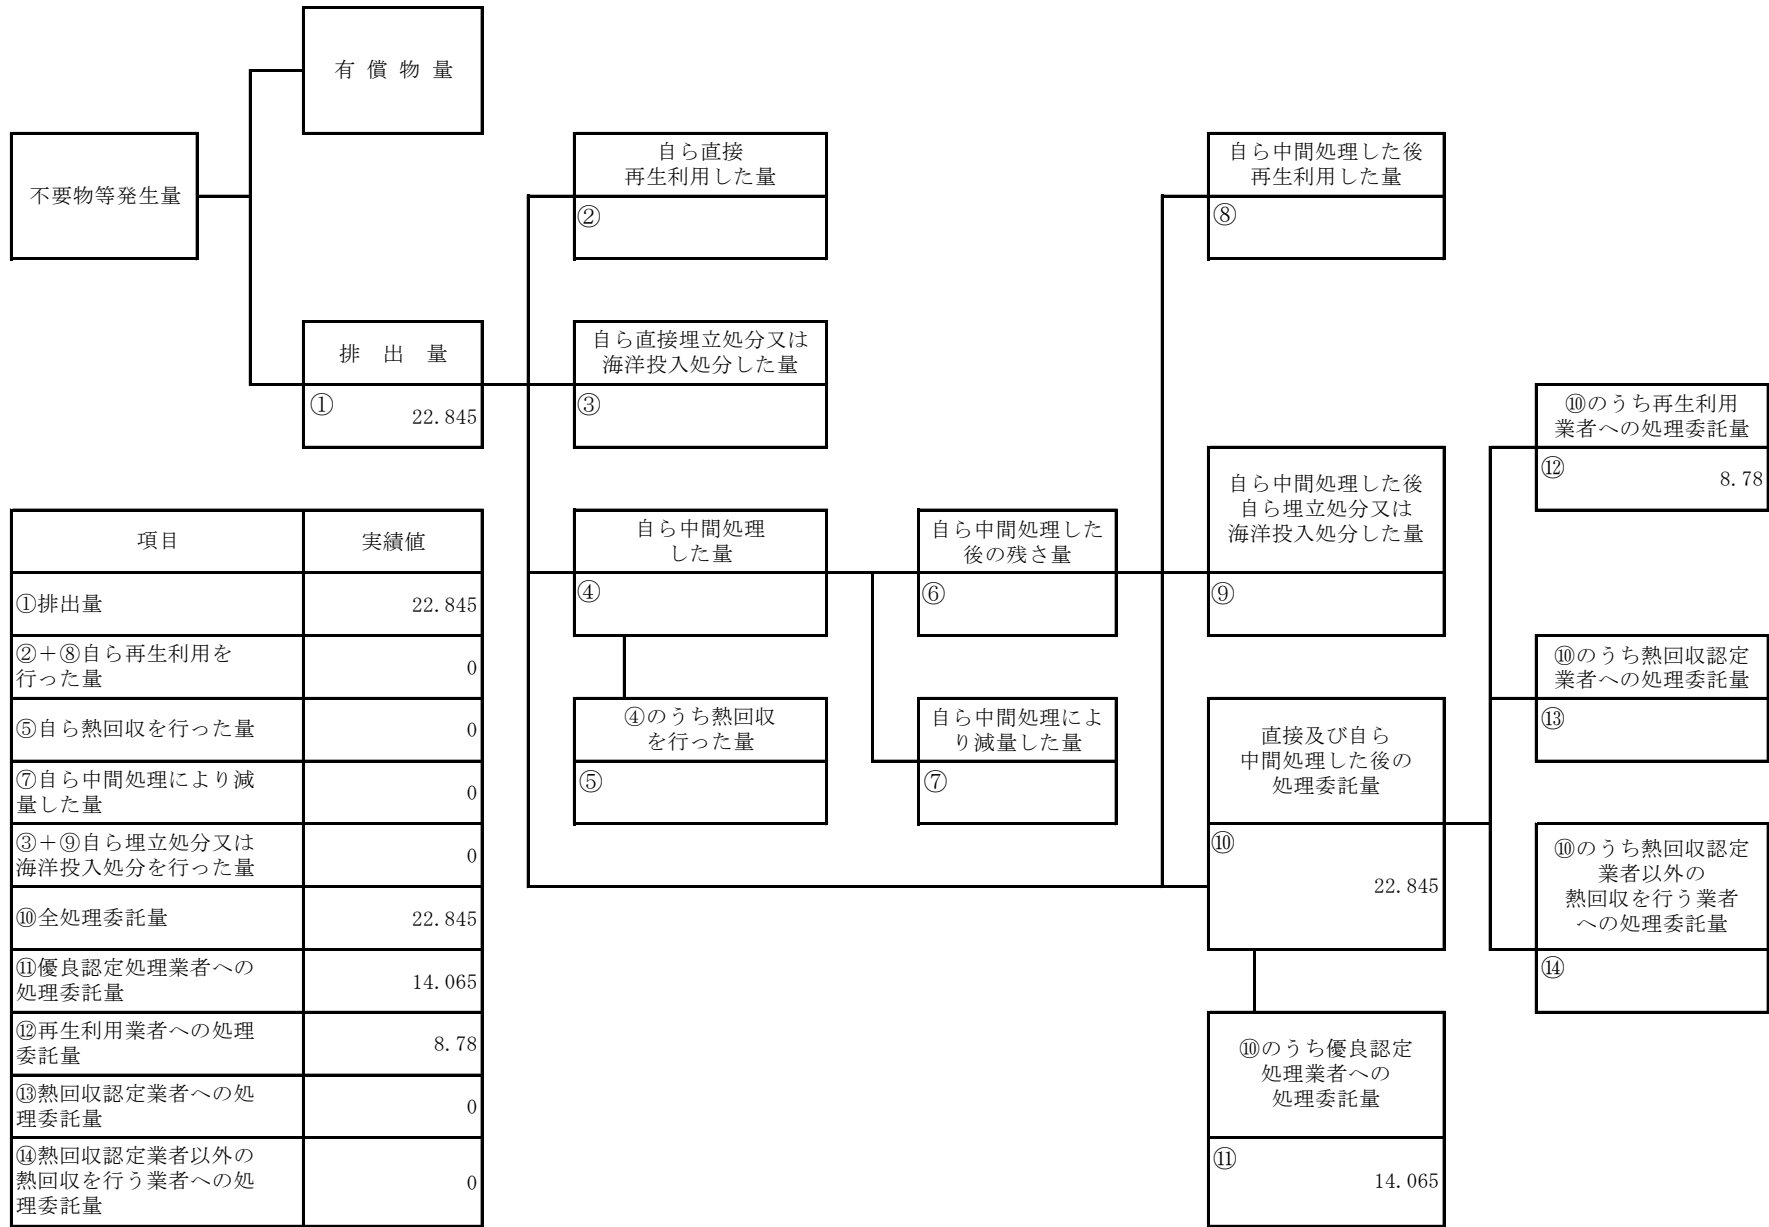 有 償 物 量
不要物等発生量
排 出 量
① 22.845
自ら直接
再生利用した量
②
自ら直接埋立処分又は
海洋投入処分した量
③
自ら中間処理
した量
④
④のうち熱回収
を行った量
⑤
自ら中間処理した
後の残さ量
⑥
自ら中間処理によ
り減量した量
⑦
自ら中間処理した後
再生利用した量
⑧
自ら中間処理した後
自ら埋立処分又は
海洋投入処分した量
⑨
直接及び自ら
中間処理した後の
処理委託量
⑩
22.845
⑩のうち優良認定
処理業者への
処理委託量
⑪
14.065
⑩のうち再生利用
業者への処理委託量
⑫ 8.78
⑩のうち熱回収認定
業者への処理委託量
⑬
⑩のうち熱回収認定
業者以外の
熱回収を行う業者
への処理委託量
⑭
項目 実績値
①排出量 22.845
②+⑧自ら再生利用を
行った量 0
⑤自ら熱回収を行った量 0
⑦自ら中間処理により減
量した量 0
③+⑨自ら埋立処分又は
海洋投入処分を行った量 0
⑩全処理委託量 22.845
⑪優良認定処理業者への
処理委託量 14.065
⑫再生利用業者への処理
委託量 8.78
⑬熱回収認定業者への処
理委託量 0
⑭熱回収認定業者以外の
熱回収を行う業者への処
理委託量 0